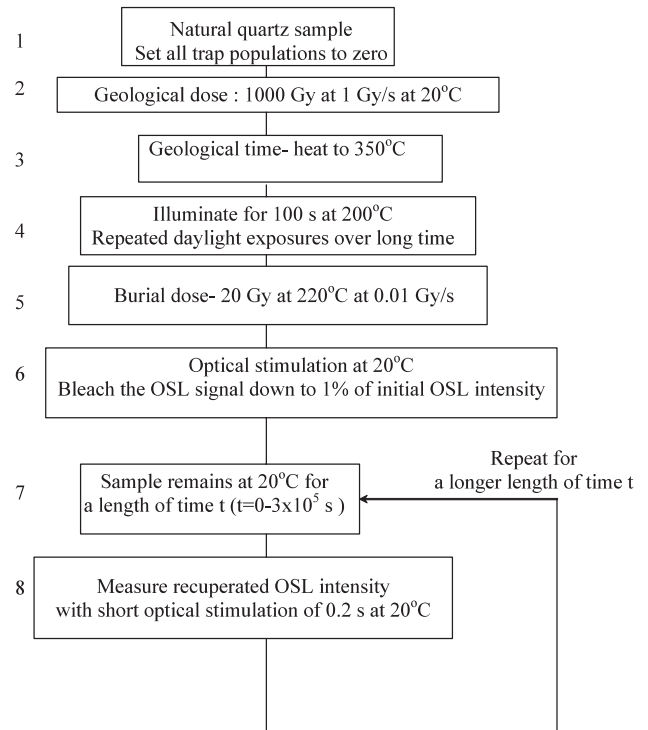 1
Natural quartz sample
Set all trap populations to zero
2
Geological dose : 1000 Gy at 1 Gy/s at 20°C
3
Geological time- heat to 350°C
4
Illuminate for 100 s at 200°C
Repeated daylight exposures over long time
5
Burial dose- 20 Gy at 220°C at 0.01 Gy/s
6
Optical stimulation at 20°C
Bleach the OSL signal down to 1% of initial OSL intensity
7
Sample remains at 20°C for
a length of time t (t=0-3x10⁵ s )
Repeat for
a longer length of time t
8
Measure recuperated OSL intensity
with short optical stimulation of 0.2 s at 20°C